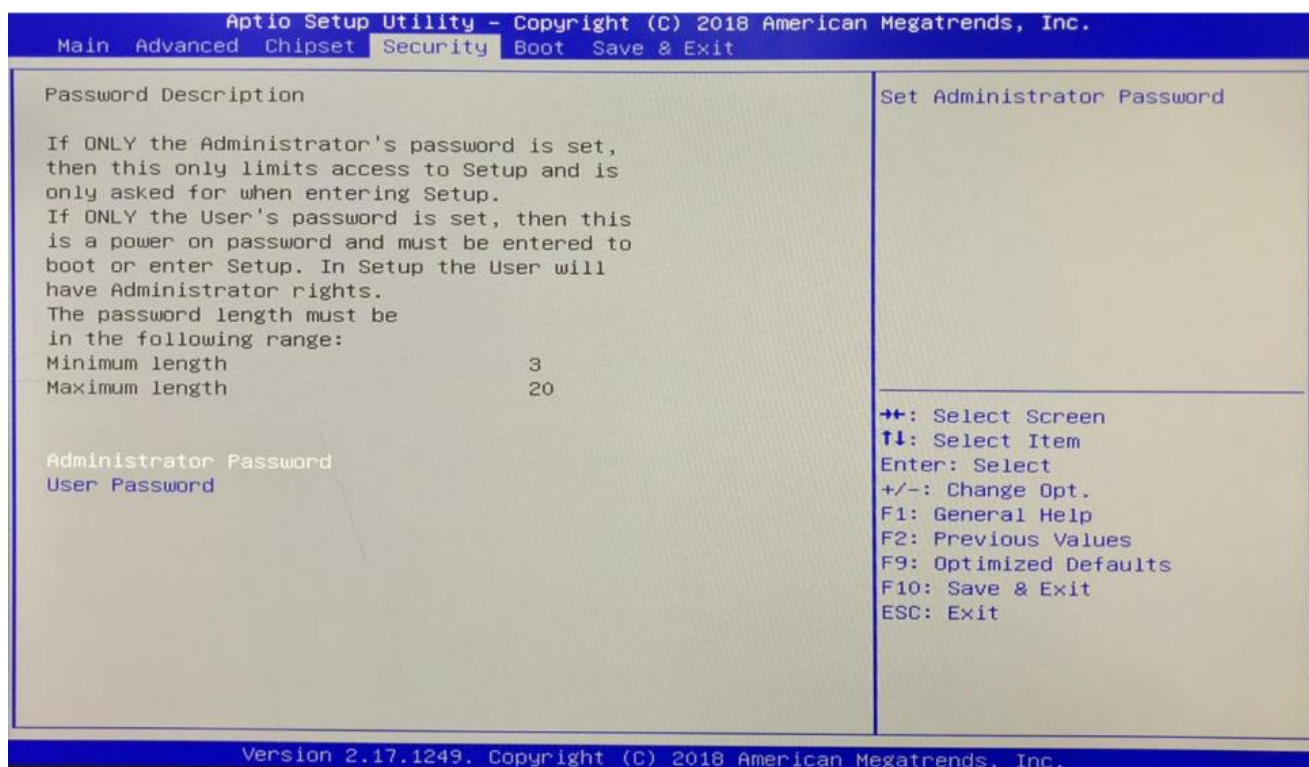 Aptio Setup Utility – Copyright (C) 2018 American Megatrends, Inc.
Main Advanced Chipset Security Boot Save & Exit
Password Description
If ONLY the Administrator's password is set,
then this only limits access to Setup and is
only asked for when entering Setup.
If ONLY the User's password is set, then this
is a power on password and must be entered to
boot or enter Setup. In Setup the User will
have Administrator rights.
The password length must be
in the following range:
Minimum length 3
Maximum length 20
Administrator Password
User Password
Set Administrator Password
→←: Select Screen
↑↓: Select Item
Enter: Select
+/-: Change Opt.
F1: General Help
F2: Previous Values
F9: Optimized Defaults
F10: Save & Exit
ESC: Exit
Version 2.17.1249. Copyright (C) 2018 American Megatrends, Inc.